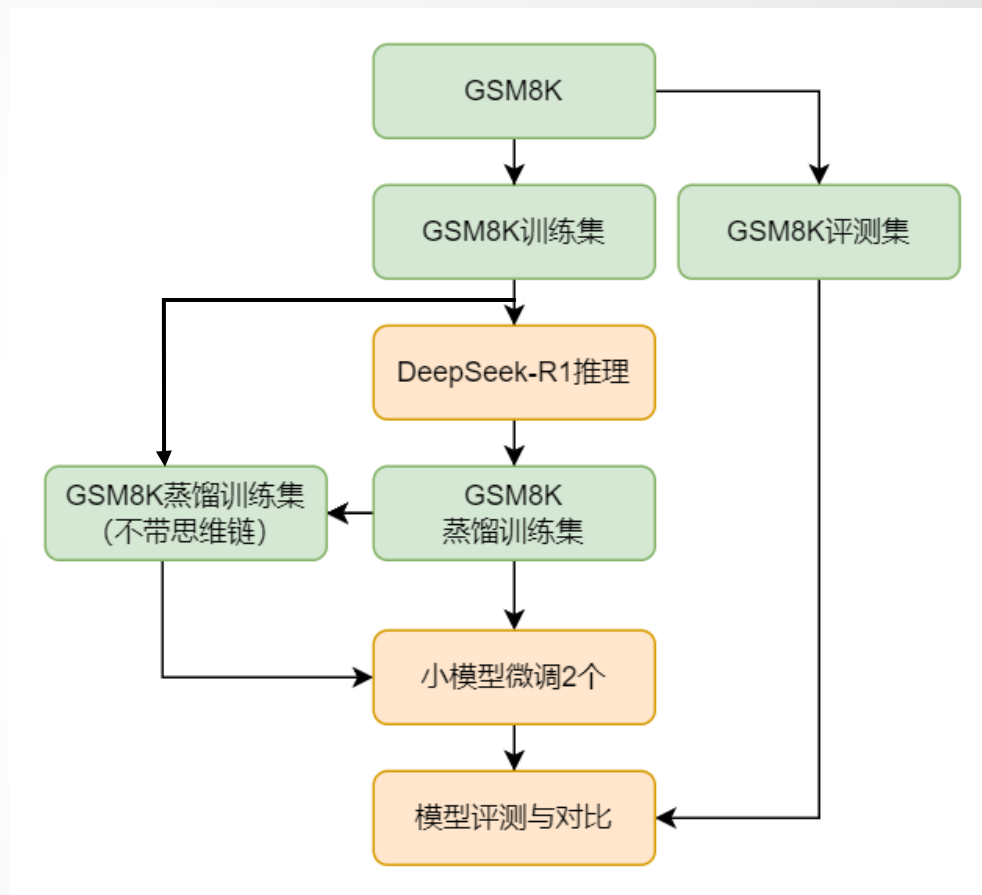 GSM8K
GSM8K训练集
GSM8K评测集
DeepSeek-R1推理
GSM8K蒸馏训练集
（不带思维链）
GSM8K
蒸馏训练集
小模型微调2个
模型评测与对比